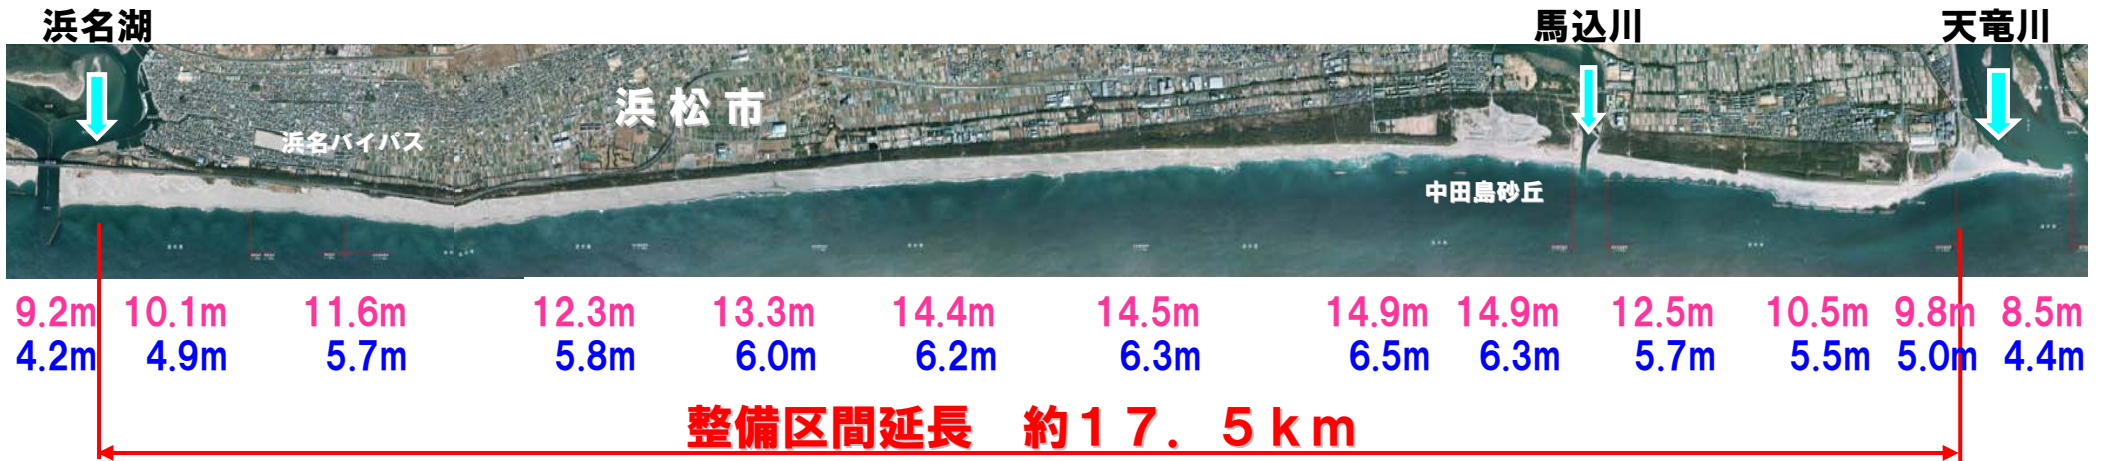 浜名湖
馬込川
天竜川
浜松市
浜名バイパス
中田島砂丘
9.2m 10.1m 11.6m 12.3m 13.3m 14.4m 14.5m 14.9m 14.9m 12.5m 10.5m 9.8m 8.5m
4.2m 4.9m 5.7m 5.8m 6.0m 6.2m 6.3m 6.5m 6.3m 5.7m 5.5m 5.0m 4.4m
整備区間延長　約１７．５ｋｍ